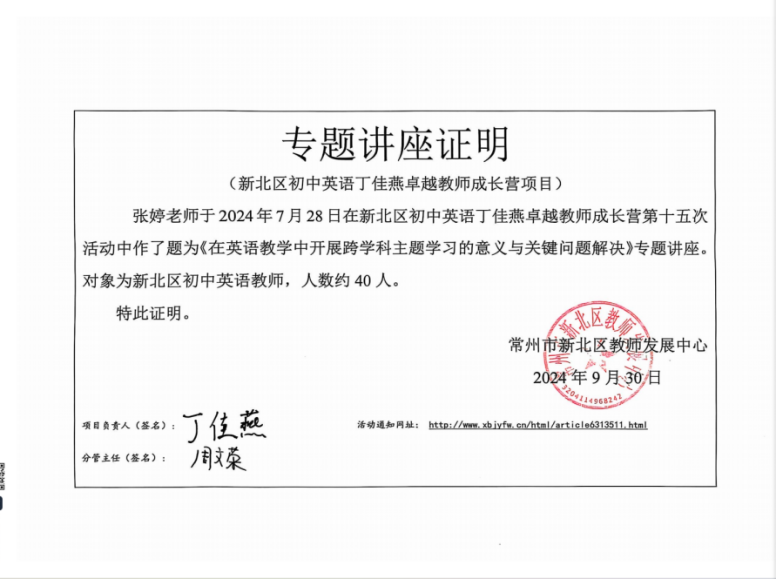 专题讲座证明
（新北区初中英语丁佳燕卓越教师成长营项目）
张婷老师于2024年7月28日在新北区初中英语丁佳燕卓越教师成长营第十五次
活动中作了题为《在英语教学中开展跨学科主题学习的意义与关键问题解决》专题讲座。
对象为新北区初中英语教师，人数约40人。
特此证明。
常州市新北区教师发展中心
2024年9月30日
3204114968242
项目负责人（签名）：丁佳燕
活动通知网址：http://www.xbjyfw.cn/html/article6313511.html
分管主任（签名）：周文荣